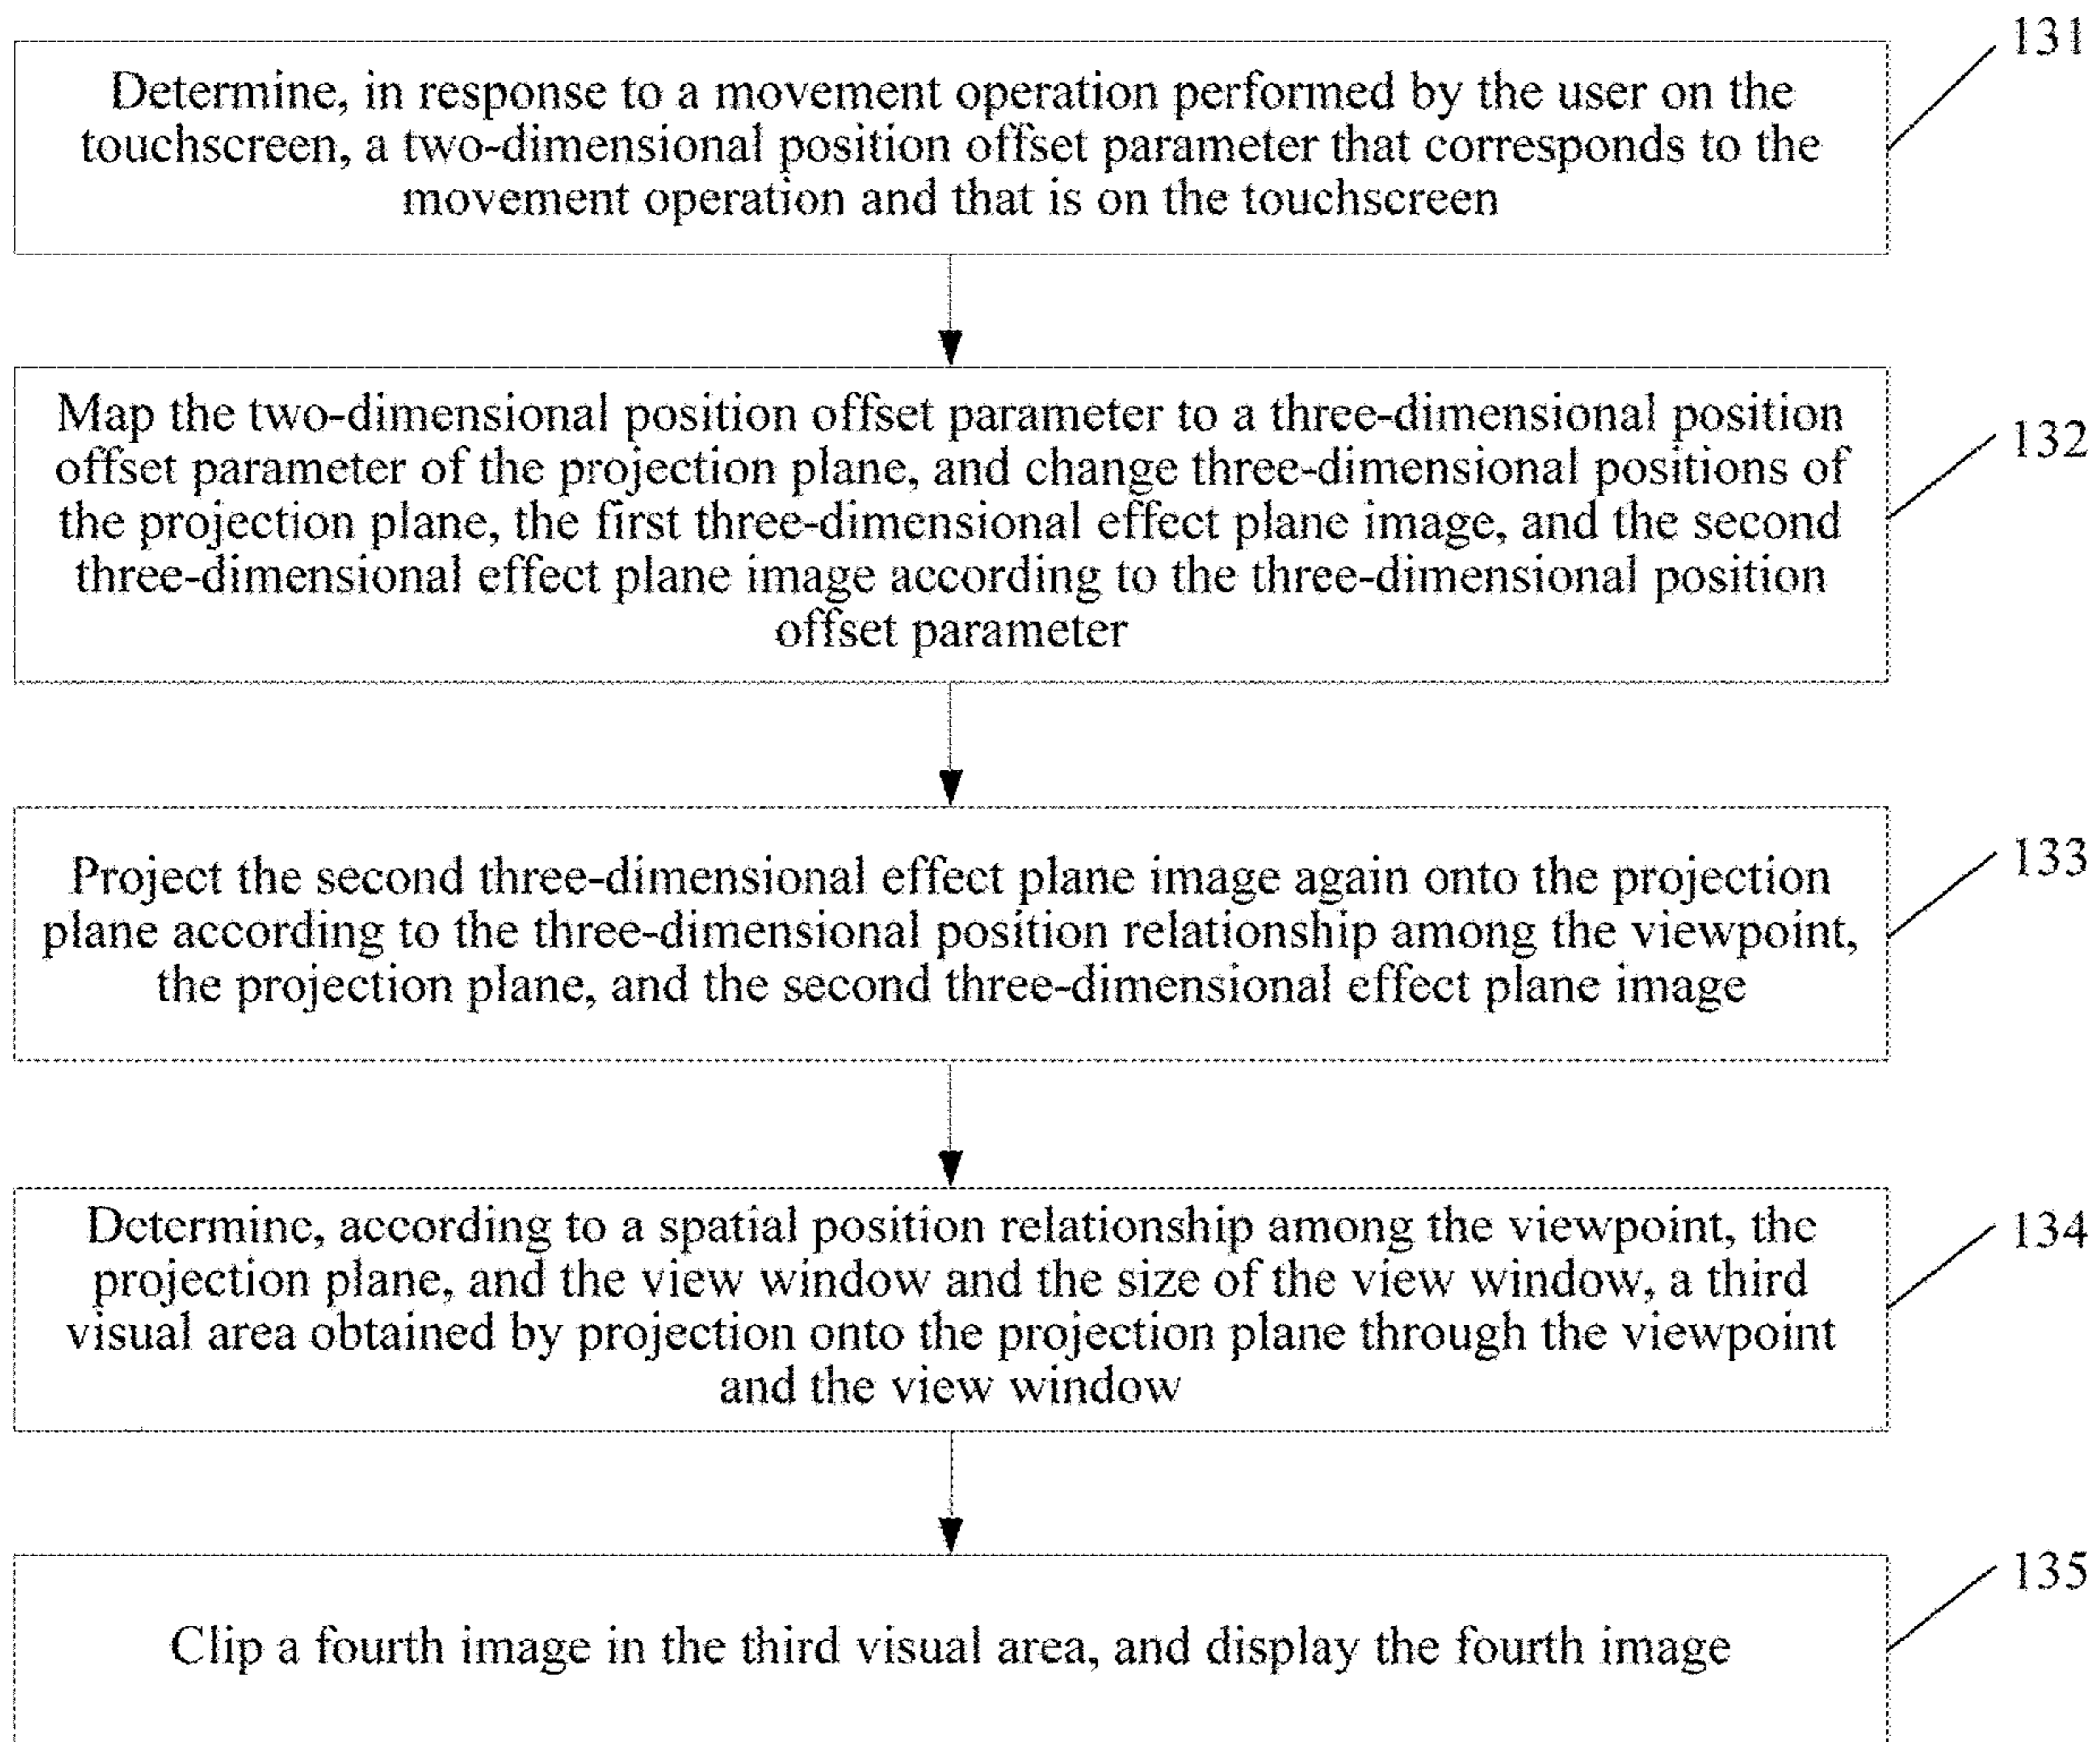 131
Determine, in response to a movement operation performed by the user on the
touchscreen, a two-dimensional position offset parameter that corresponds to the
movement operation and that is on the touchscreen
132
Map the two-dimensional position offset parameter to a three-dimensional position
offset parameter of the projection plane, and change three-dimensional positions of
the projection plane, the first three-dimensional effect plane image, and the second
three-dimensional effect plane image according to the three-dimensional position
offset parameter
133
Project the second three-dimensional effect plane image again onto the projection
plane according to the three-dimensional position relationship among the viewpoint,
the projection plane, and the second three-dimensional effect plane image
134
Determine, according to a spatial position relationship among the viewpoint, the
projection plane, and the view window and the size of the view window, a third
visual area obtained by projection onto the projection plane through the viewpoint
and the view window
135
Clip a fourth image in the third visual area, and display the fourth image